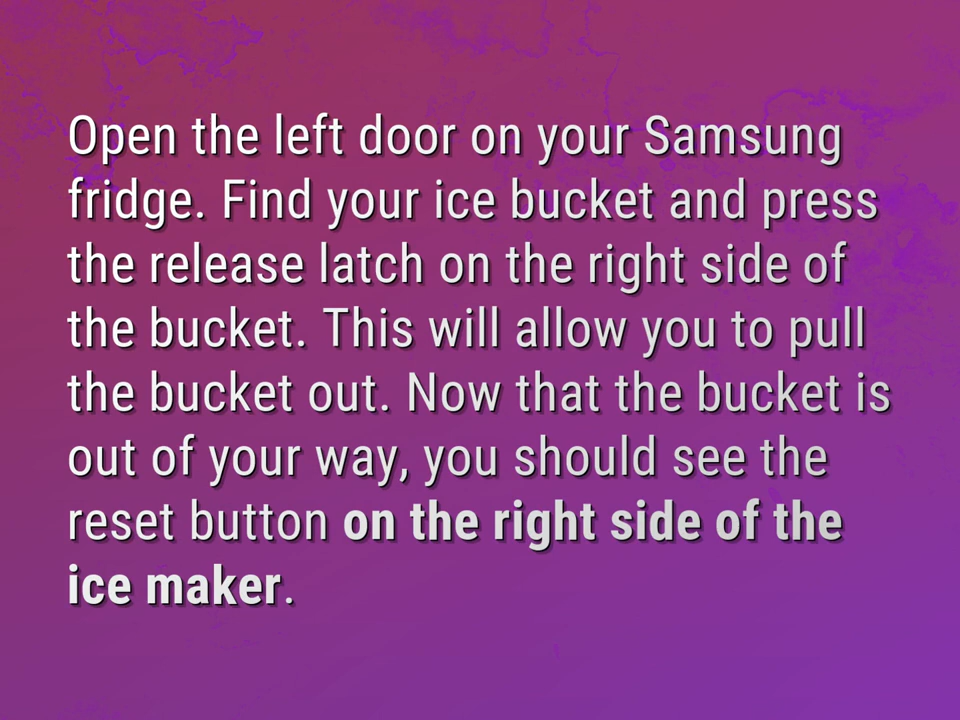 Open the left door on your Samsung
fridge. Find your ice bucket and press
the release latch on the right side of
the bucket. This will allow you to pull
the bucket out. Now that the bucket is
out of your way, you should see the
reset button on the right side of the
ice maker.